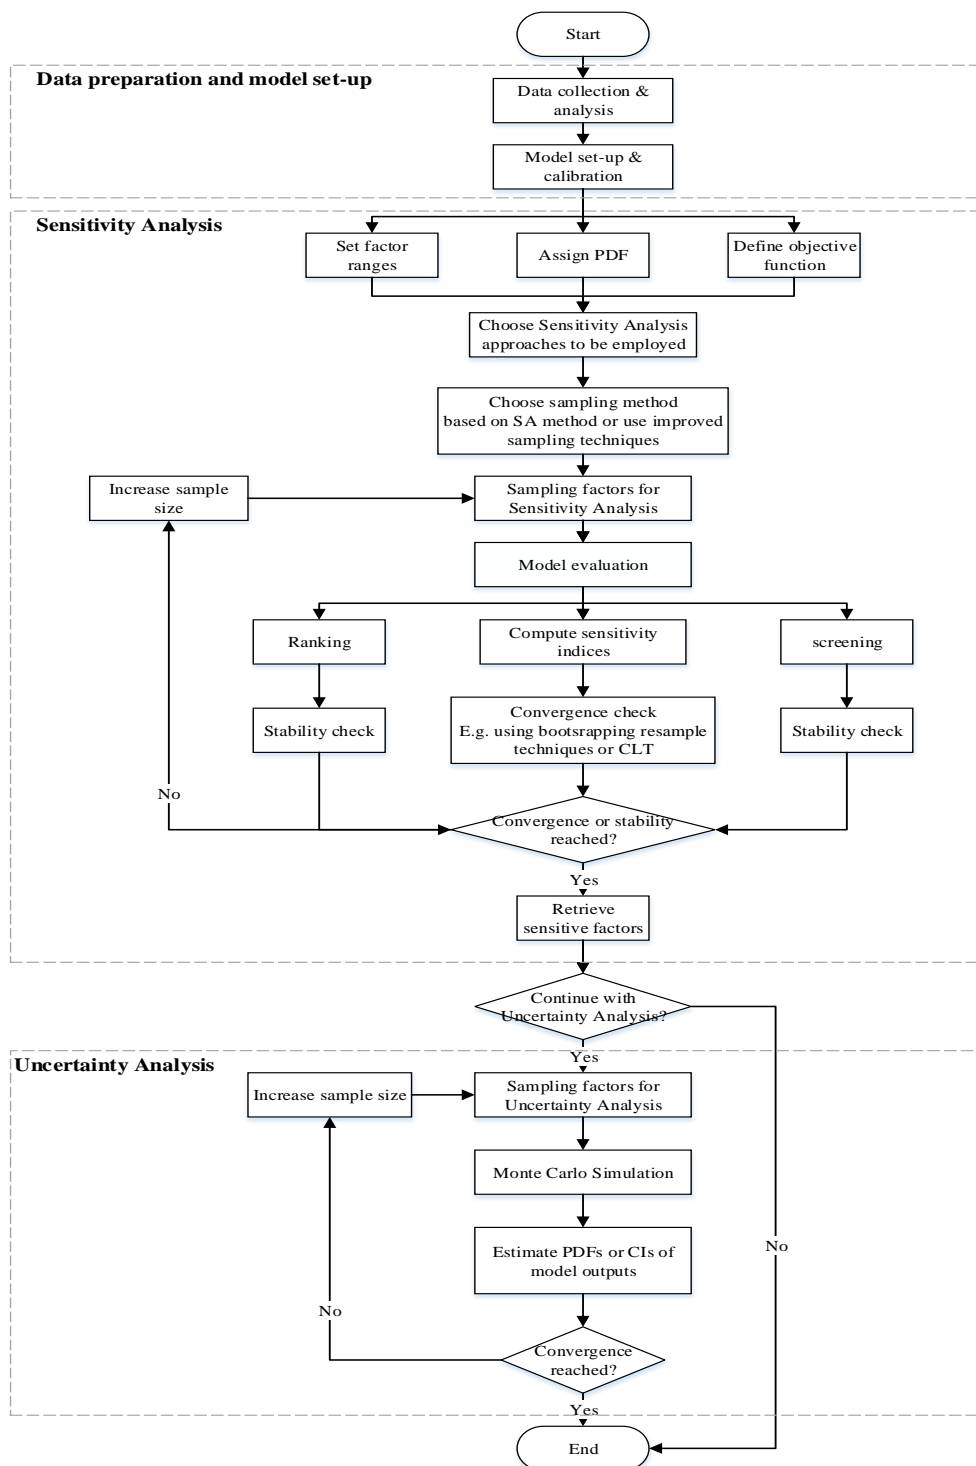 Start
Data preparation and model set-up
Data collection &
analysis
Model set-up &
calibration
Sensitivity Analysis
Set factor
ranges
Assign PDF
Define objective
function
Choose Sensitivity Analysis
approaches to be employed
Choose sampling method
based on SA method or use improved
sampling techniques
Increase sample
size
Sampling factors for
Sensitivity Analysis
Model evaluation
Ranking
Compute sensitivity
indices
screening
Stability check
Convergence check
E.g. using bootsrapping resample
techniques or CLT
Stability check
No
Convergence or stability
reached?
Yes
Retrieve
sensitive factors
Continue with
Uncertainty Analysis?
Yes
Uncertainty Analysis
Increase sample size
Sampling factors for
Uncertainty Analysis
Monte Carlo Simulation
No
Estimate PDFs or CIs of
model outputs
No
Convergence
reached?
Yes
End